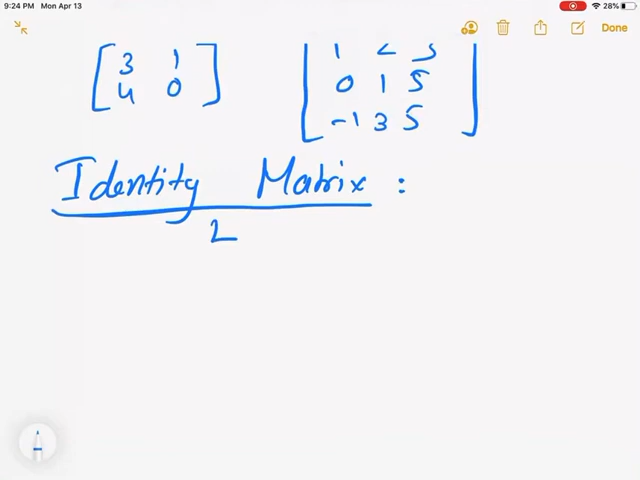 9:24 PM Mon Apr 13 28%
Done
3 1
4 0
0 1 5
-1 3 5
Identity Matrix :